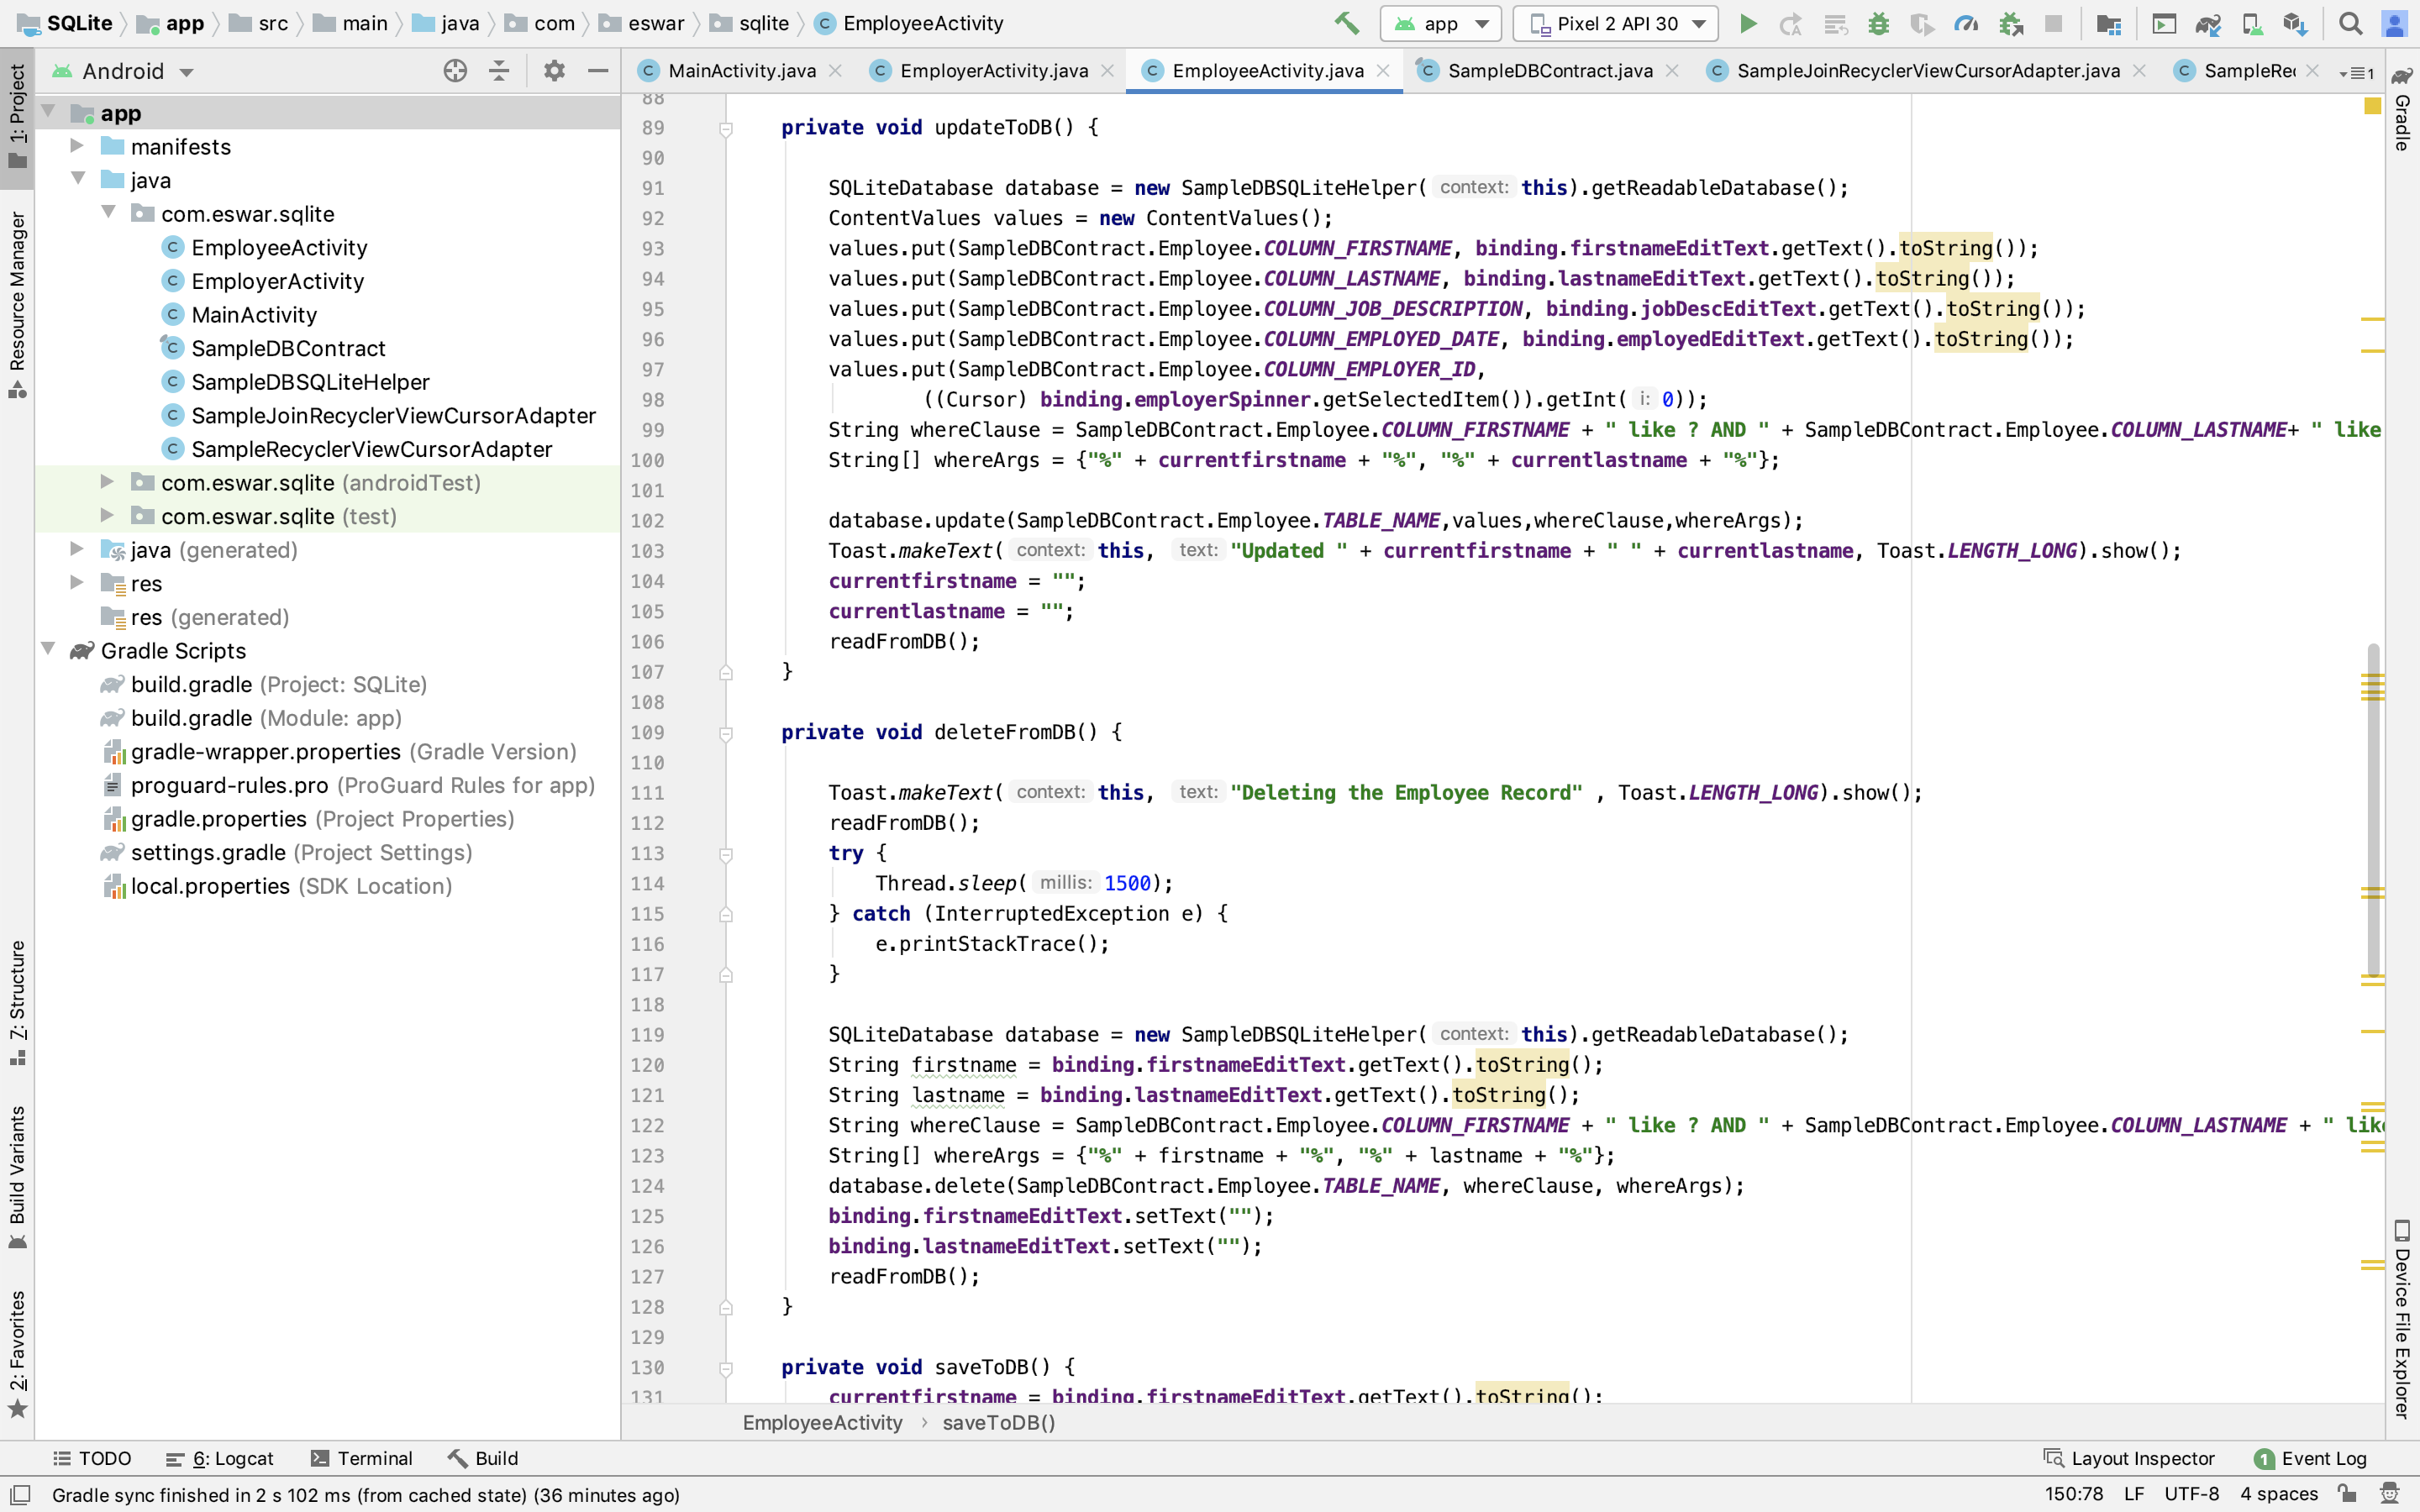 SQLite app src main java com eswar sqlite EmployeeActivity app Pixel 2 API 30
Android
MainActivity.java EmployerActivity.java EmployeeActivity.java SampleDBContract.java SampleJoinRecyclerViewCursorAdapter.java SampleRec 1
1: Project
Resource Manager
Z: Structure
Build Variants
2: Favorites
app
manifests
java
com.eswar.sqlite
EmployeeActivity
EmployerActivity
MainActivity
SampleDBContract
SampleDBSQLiteHelper
SampleJoinRecyclerViewCursorAdapter
SampleRecyclerViewCursorAdapter
com.eswar.sqlite (androidTest)
com.eswar.sqlite (test)
java (generated)
res
res (generated)
Gradle Scripts
build.gradle (Project: SQLite)
build.gradle (Module: app)
gradle-wrapper.properties (Gradle Version)
proguard-rules.pro (ProGuard Rules for app)
gradle.properties (Project Properties)
settings.gradle (Project Settings)
local.properties (SDK Location)
88
89 private void updateToDB() {
90
91 SQLiteDatabase database = new SampleDBSQLiteHelper( context: this).getReadableDatabase();
92 ContentValues values = new ContentValues();
93 values.put(SampleDBContract.Employee.COLUMN_FIRSTNAME, binding.firstnameEditText.getText().toString());
94 values.put(SampleDBContract.Employee.COLUMN_LASTNAME, binding.lastnameEditText.getText().toString());
95 values.put(SampleDBContract.Employee.COLUMN_JOB_DESCRIPTION, binding.jobDescEditText.getText().toString());
96 values.put(SampleDBContract.Employee.COLUMN_EMPLOYED_DATE, binding.employedEditText.getText().toString());
97 values.put(SampleDBContract.Employee.COLUMN_EMPLOYER_ID,
98 ((Cursor) binding.employerSpinner.getSelectedItem()).getInt( i: 0));
99 String whereClause = SampleDBContract.Employee.COLUMN_FIRSTNAME + " like ? AND " + SampleDBContract.Employee.COLUMN_LASTNAME+ " like
100 String[] whereArgs = {"%" + currentfirstname + "%", "%" + currentlastname + "%"};
101
102 database.update(SampleDBContract.Employee.TABLE_NAME,values,whereClause,whereArgs);
103 Toast.makeText( context: this, text: "Updated " + currentfirstname + " " + currentlastname, Toast.LENGTH_LONG).show();
104 currentfirstname = "";
105 currentlastname = "";
106 readFromDB();
107 }
108
109 private void deleteFromDB() {
110
111 Toast.makeText( context: this, text: "Deleting the Employee Record" , Toast.LENGTH_LONG).show();
112 readFromDB();
113 try {
114 Thread.sleep( millis: 1500);
115 } catch (InterruptedException e) {
116 e.printStackTrace();
117 }
118
119 SQLiteDatabase database = new SampleDBSQLiteHelper( context: this).getReadableDatabase();
120 String firstname = binding.firstnameEditText.getText().toString();
121 String lastname = binding.lastnameEditText.getText().toString();
122 String whereClause = SampleDBContract.Employee.COLUMN_FIRSTNAME + " like ? AND " + SampleDBContract.Employee.COLUMN_LASTNAME + " lik
123 String[] whereArgs = {"%" + firstname + "%", "%" + lastname + "%"};
124 database.delete(SampleDBContract.Employee.TABLE_NAME, whereClause, whereArgs);
125 binding.firstnameEditText.setText("");
126 binding.lastnameEditText.setText("");
127 readFromDB();
128 }
129
130 private void saveToDB() {
131 currentfirstname = binding.firstnameEditText.getText().toString();
EmployeeActivity › saveToDB()
Gradle
Device File Explorer
TODO 6: Logcat Terminal Build Layout Inspector 1 Event Log
Gradle sync finished in 2 s 102 ms (from cached state) (36 minutes ago) 150:78 LF UTF-8 4 spaces